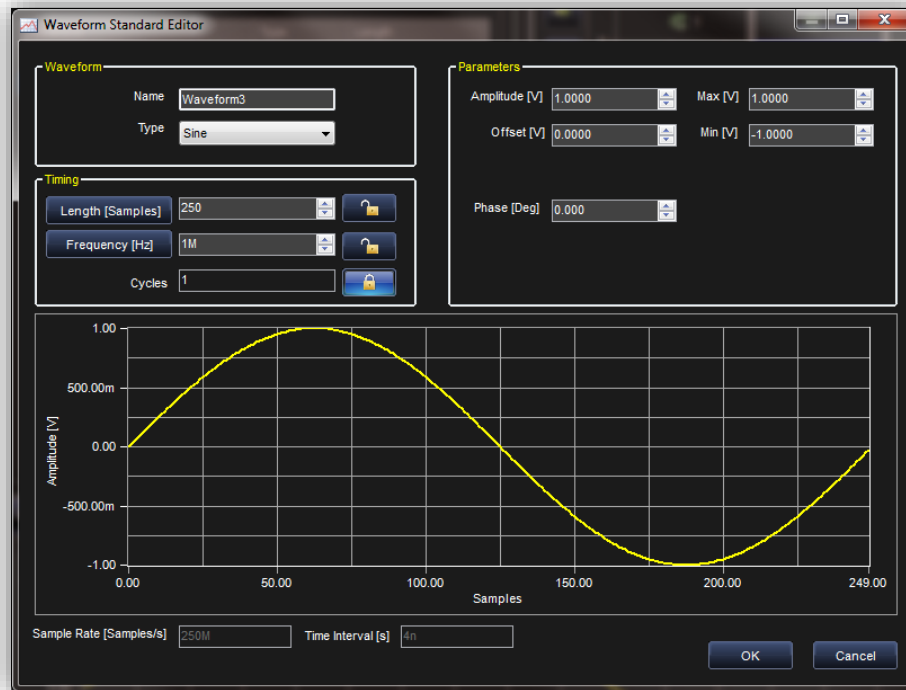 Waveform Standard Editor
Waveform
Name Waveform3
Type Sine
Timing
Length [Samples] 250
Frequency [Hz] 1M
Cycles 1
Parameters
Amplitude [V] 1.0000 Max [V] 1.0000
Offset [V] 0.0000 Min [V] -1.0000
Phase [Deg] 0.000
1.00
500.00m
0.00
-500.00m
-1.00
Amplitude [V]
0.00 50.00 100.00 150.00 200.00 249.00
Samples
Sample Rate [Samples/s] 250M Time Interval [s] 4n
OK Cancel